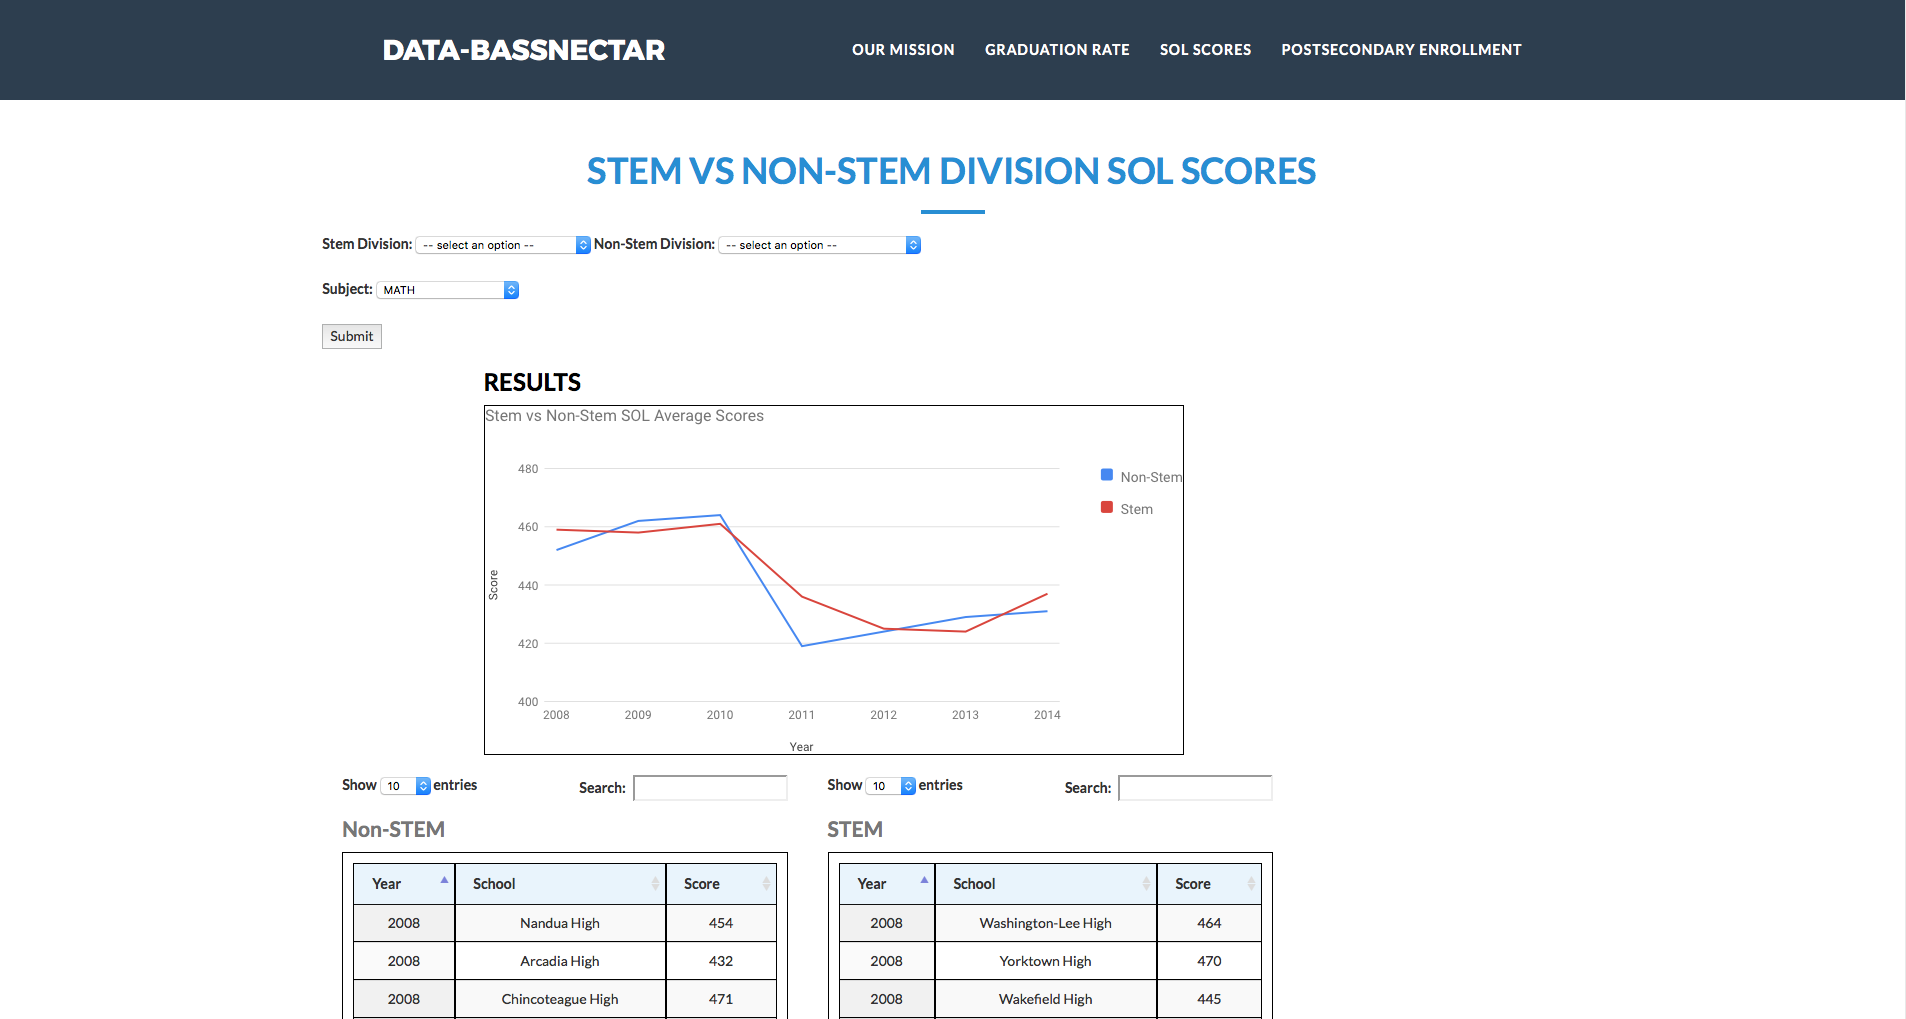 DATA-BASSNECTAR OUR MISSION GRADUATION RATE SOL SCORES POSTSECONDARY ENROLLMENT
STEM VS NON-STEM DIVISION SOL SCORES
Stem Division: -- select an option -- Non-Stem Division: -- select an option --
Subject: MATH
Submit
RESULTS
Stem vs Non-Stem SOL Average Scores
480
460
440
420
400
Score
2008 2009 2010 2011 2012 2013 2014
Year
Non-Stem
Stem
Show 10 entries Search:
Non-STEM
Year School Score
2008 Nandua High 454
2008 Arcadia High 432
2008 Chincoteague High 471
Show 10 entries Search:
STEM
Year School Score
2008 Washington-Lee High 464
2008 Yorktown High 470
2008 Wakefield High 445